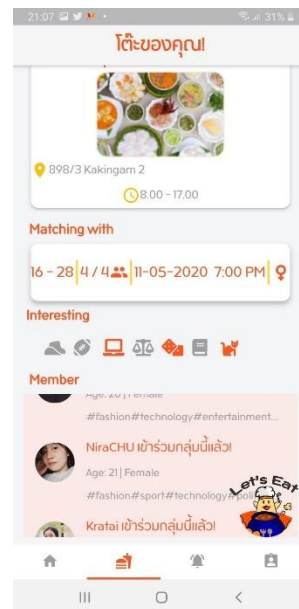 21:07 31%
โต๊ะของคุณ!
898/3 Kakingam 2
8.00 - 17.00
Matching with
16 - 28 4 / 4 11-05-2020 7:00 PM
Interesting
Member
Age: 20 | Female
#fashion#technology#entertainment...
NiraCHU เข้าร่วมกลุ่มนี้แล้ว!
Age: 21 | Female
#fashion#sport#technology#poli
Let's Eat
Kratai เข้าร่วมกลุ่มนี้แล้ว!